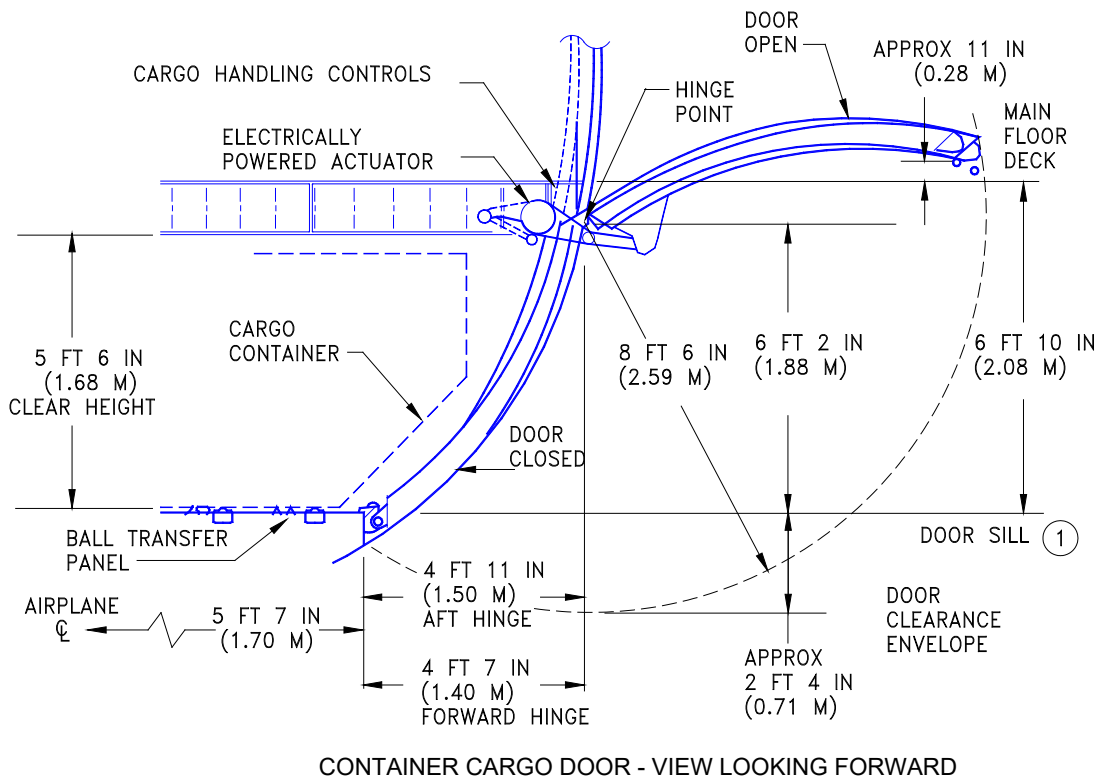 DOOR
OPEN
APPROX 11 IN
(0.28 M)
CARGO HANDLING CONTROLS
HINGE
POINT
MAIN
FLOOR
DECK
ELECTRICALLY
POWERED ACTUATOR
5 FT 6 IN
(1.68 M)
CLEAR HEIGHT
CARGO
CONTAINER
8 FT 6 IN
(2.59 M)
6 FT 2 IN
(1.88 M)
6 FT 10 IN
(2.08 M)
DOOR
CLOSED
BALL TRANSFER
PANEL
DOOR SILL 1
AIRPLANE
℄
5 FT 7 IN
(1.70 M)
4 FT 11 IN
(1.50 M)
AFT HINGE
DOOR
CLEARANCE
ENVELOPE
4 FT 7 IN
(1.40 M)
FORWARD HINGE
APPROX
2 FT 4 IN
(0.71 M)
CONTAINER CARGO DOOR - VIEW LOOKING FORWARD